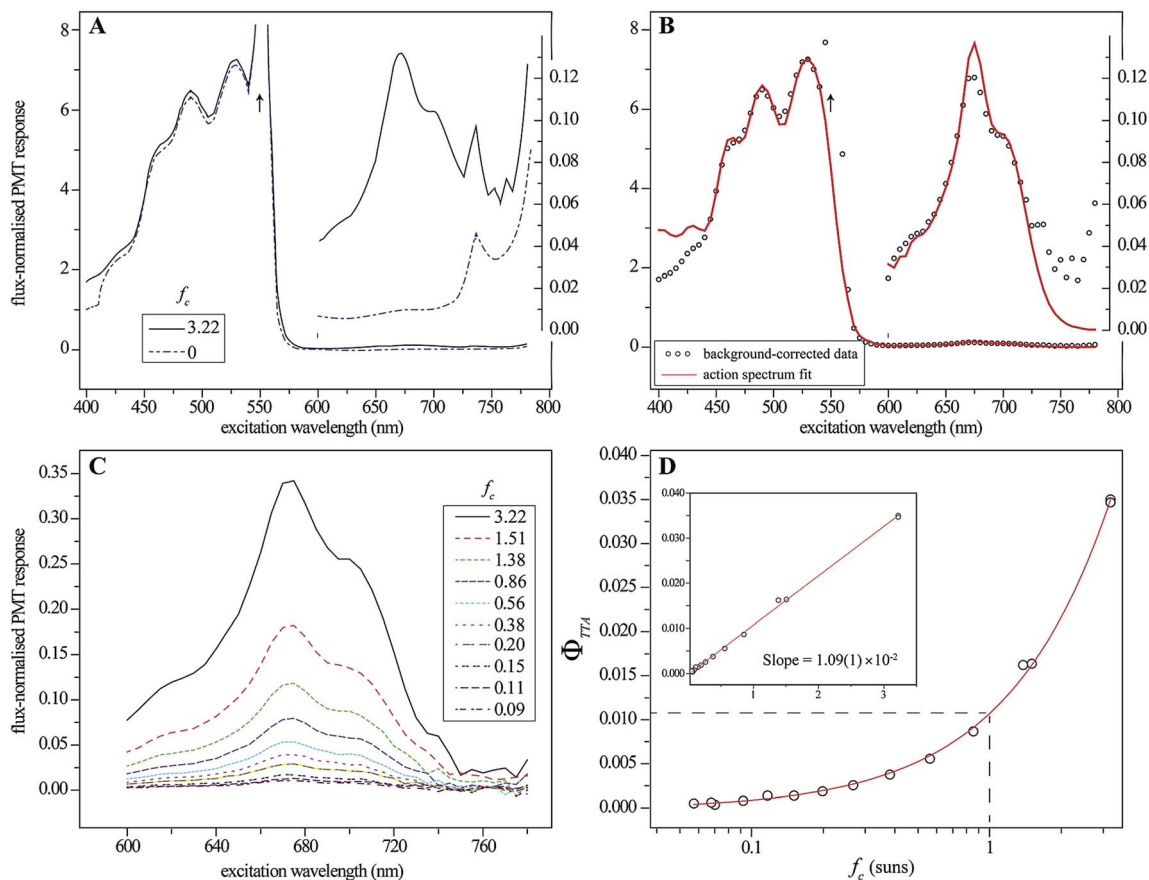 A
8
6
4
2
0
0.12
0.10
0.08
0.06
0.04
0.02
0.00
flux-normalised PMT response
f_c
3.22
0
400 450 500 550 600 650 700 750 800
excitation wavelength (nm)
B
8
6
4
2
0
0.12
0.10
0.08
0.06
0.04
0.02
0.00
background-corrected data
action spectrum fit
400 450 500 550 600 650 700 750 800
excitation wavelength (nm)
C
0.35
0.30
0.25
0.20
0.15
0.10
0.05
0.00
flux-normalised PMT response
f_c
3.22
1.51
1.38
0.86
0.56
0.38
0.20
0.15
0.11
0.09
600 640 680 720 760
excitation wavelength (nm)
D
0.040
0.035
0.030
0.025
0.020
0.015
0.010
0.005
0.000
Φ_TTA
0.040
0.030
0.020
0.010
0.000
1 2 3
Slope = 1.09(1) × 10⁻²
0.1 1
f_c (suns)